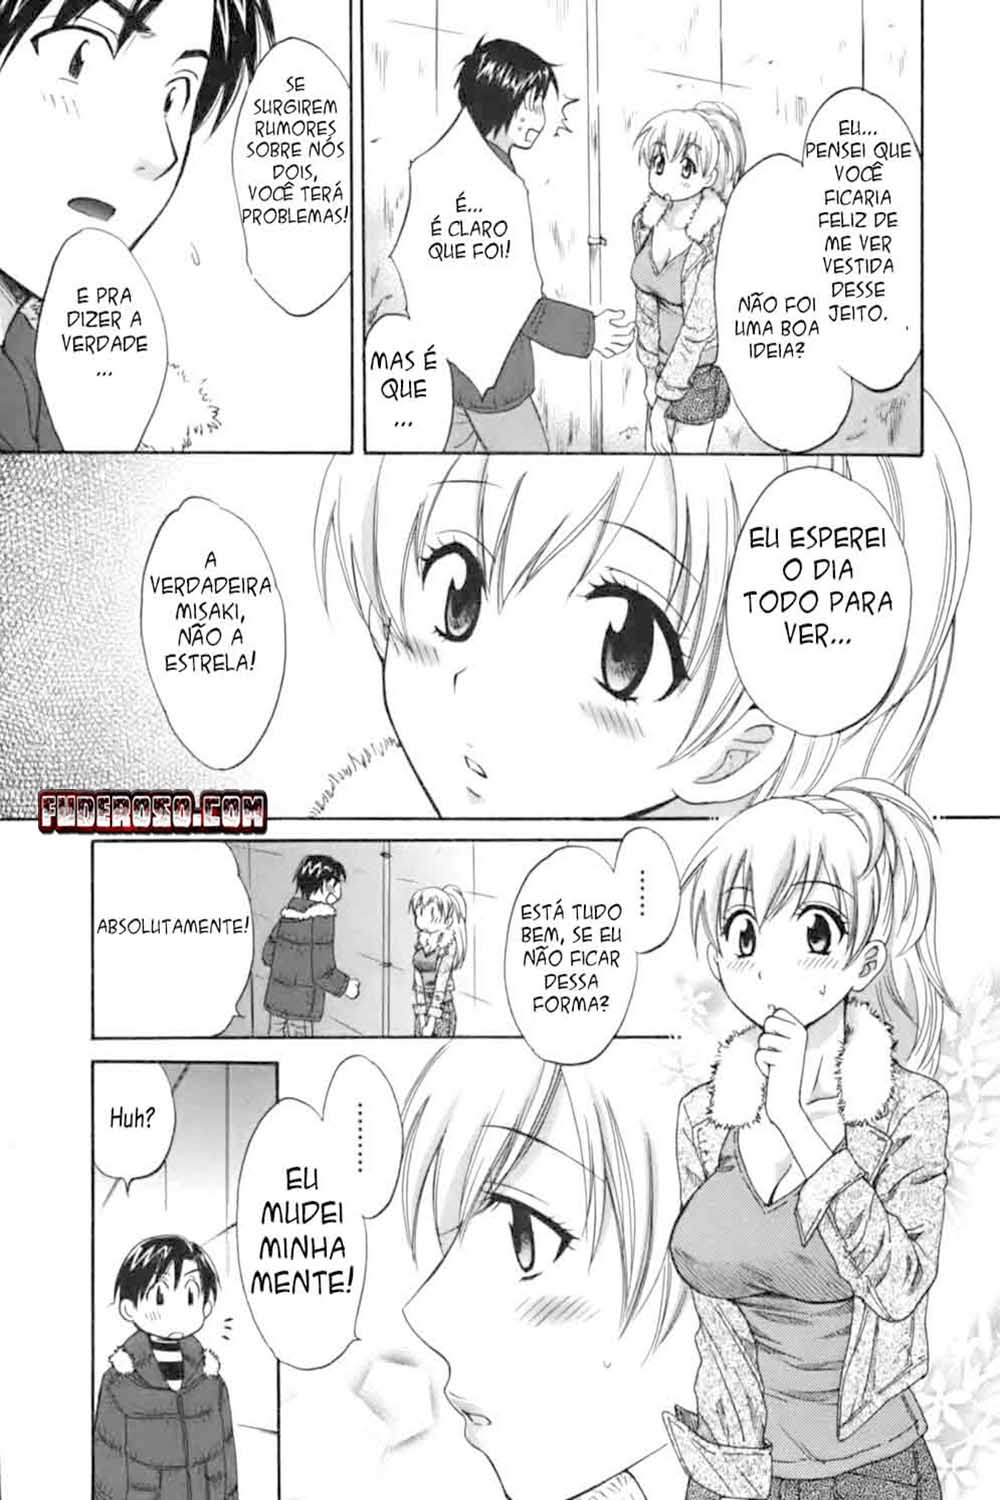 EU...
PENSEI QUE
VOCÊ
FICARIA
FELIZ DE
ME VER
VESTIDA
DESSE
JEITO.
NÃO FOI
UMA BOA
IDEIA?
É...
É CLARO
QUE FOI!
MAS É
QUE
...
SE
SURGIREM
RUMORES
SOBRE NÓS
DOIS,
VOCÊ TERÁ
PROBLEMAS!
E PRA
DIZER A
VERDADE
...
EU ESPEREI
O DIA
TODO PARA
VER...
A
VERDADEIRA
MISAKI,
NÃO A
ESTRELA!
FUDEROSO.COM
......
ESTÁ TUDO
BEM, SE EU
NÃO FICAR
DESSA
FORMA?
ABSOLUTAMENTE!
........
EU
MUDEI
MINHA
MENTE!
Huh?